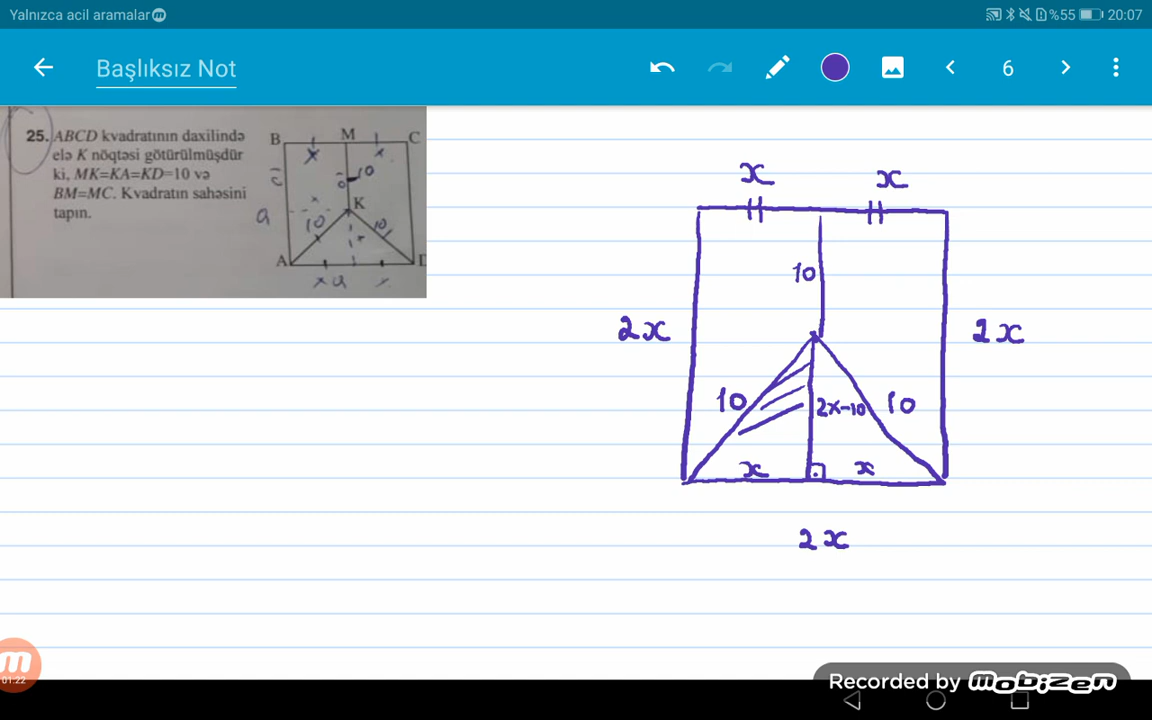 Yalnızca acil aramalar m %55 20:07
Başlıksız Not 6
25. ABCD kvadratının daxilində
elə K nöqtəsi götürülmüşdür
ki, MK=KA=KD=10 və
BM=MC. Kvadratın sahəsini
tapın.
B M C
x x
10
K
a
10 10
A D
x a
x x
10
2x 2x
10 2x-10 10
x x
2x
m
01:22
Recorded by mobizen